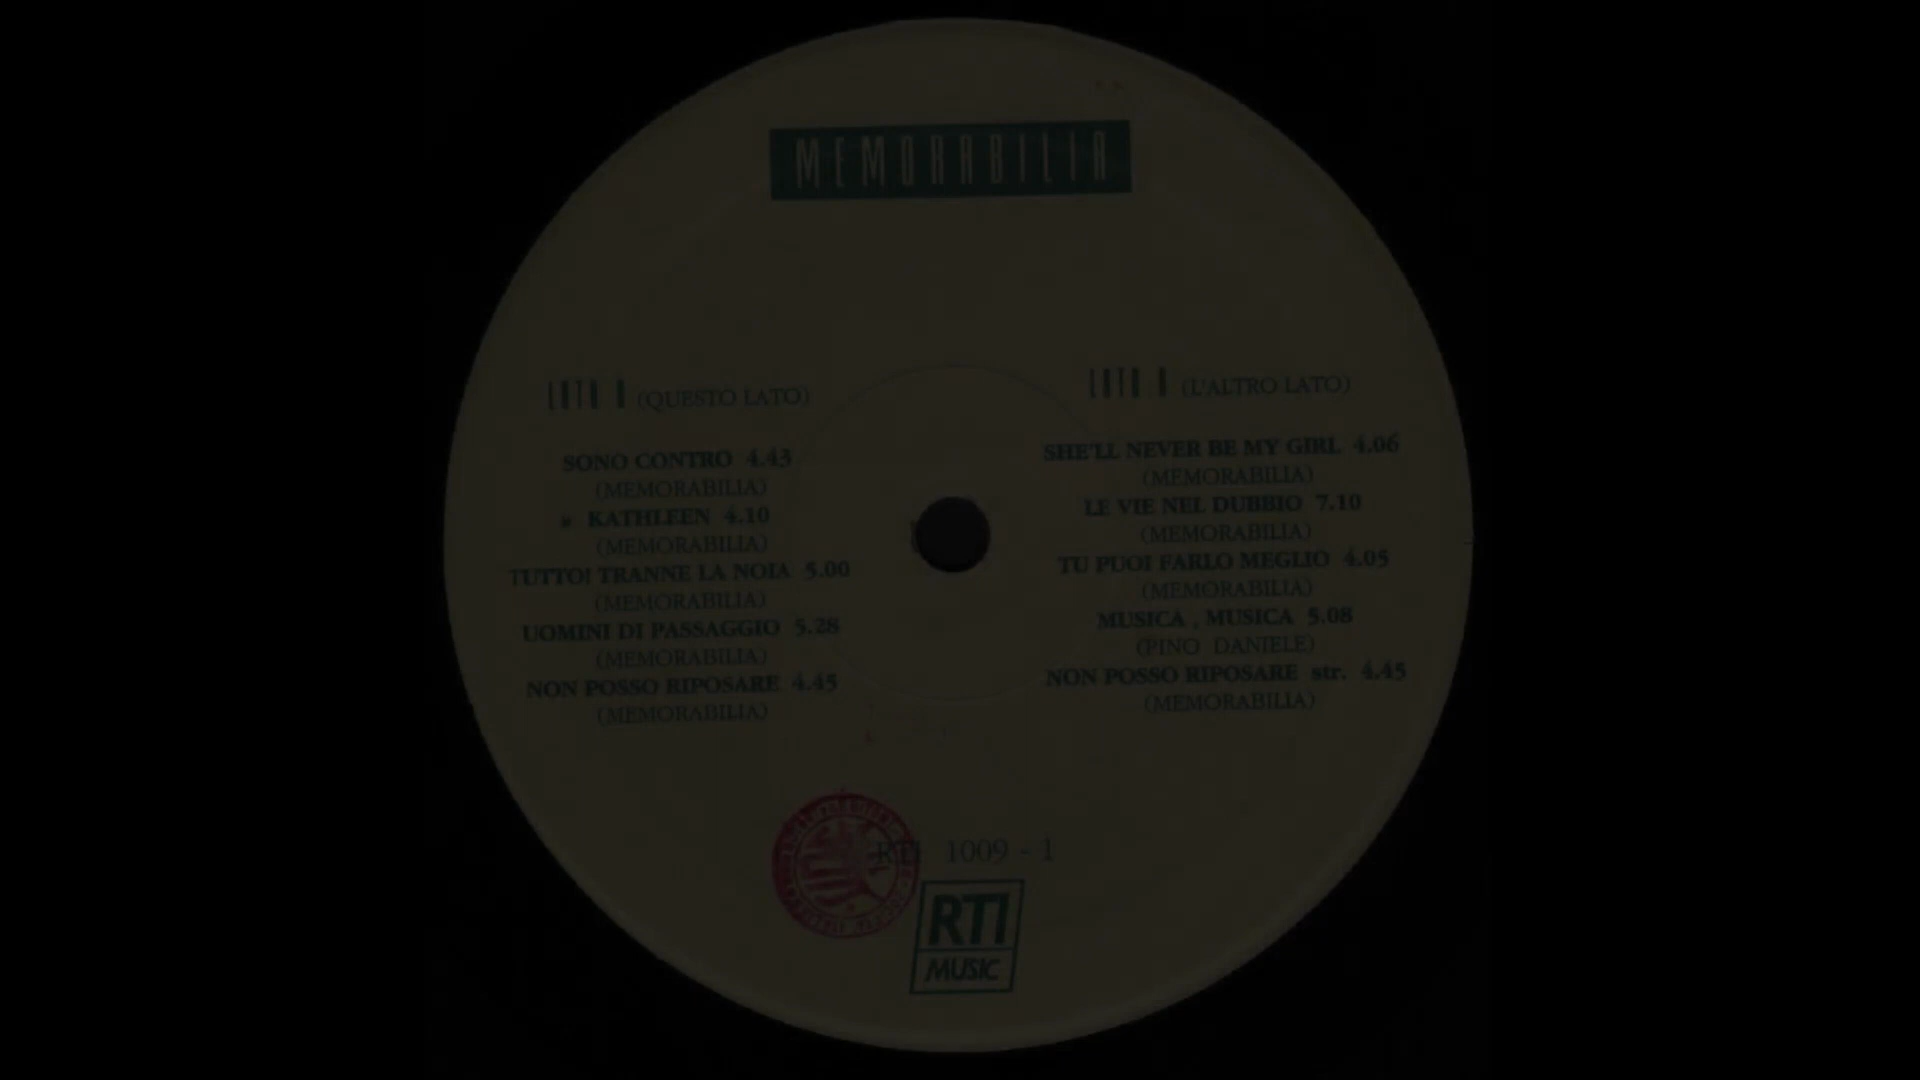 MEMORABILIA
LATO A (QUESTO LATO)
SONO CONTRO 4.43
(MEMORABILIA)
KATHLEEN 4.10
(MEMORABILIA)
TUTTO! TRANNE LA NOIA 5.00
(MEMORABILIA)
UOMINI DI PASSAGGIO 5.28
(MEMORABILIA)
NON POSSO RIPOSARE 4.45
(MEMORABILIA)
LATO (L'ALTRO LATO)
SHE'LL NEVER BE MY GIRL 4.06
(MEMORABILIA)
LE VIE NEL DUBBIO 7.10
(MEMORABILIA)
TU PUOI FARLO MEGLIO 4.05
(MEMORABILIA)
MUSICA , MUSICA 5.08
(PINO DANIELE)
NON POSSO RIPOSARE str. 4.45
(MEMORABILIA)
1009 - 1
RTI
MUSIC